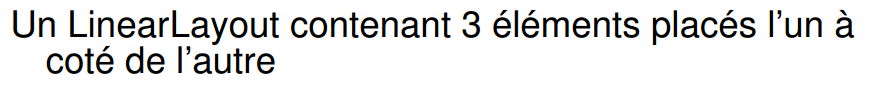 Un LinearLayout contenant 3 éléments placés l’un à
coté de l’autre